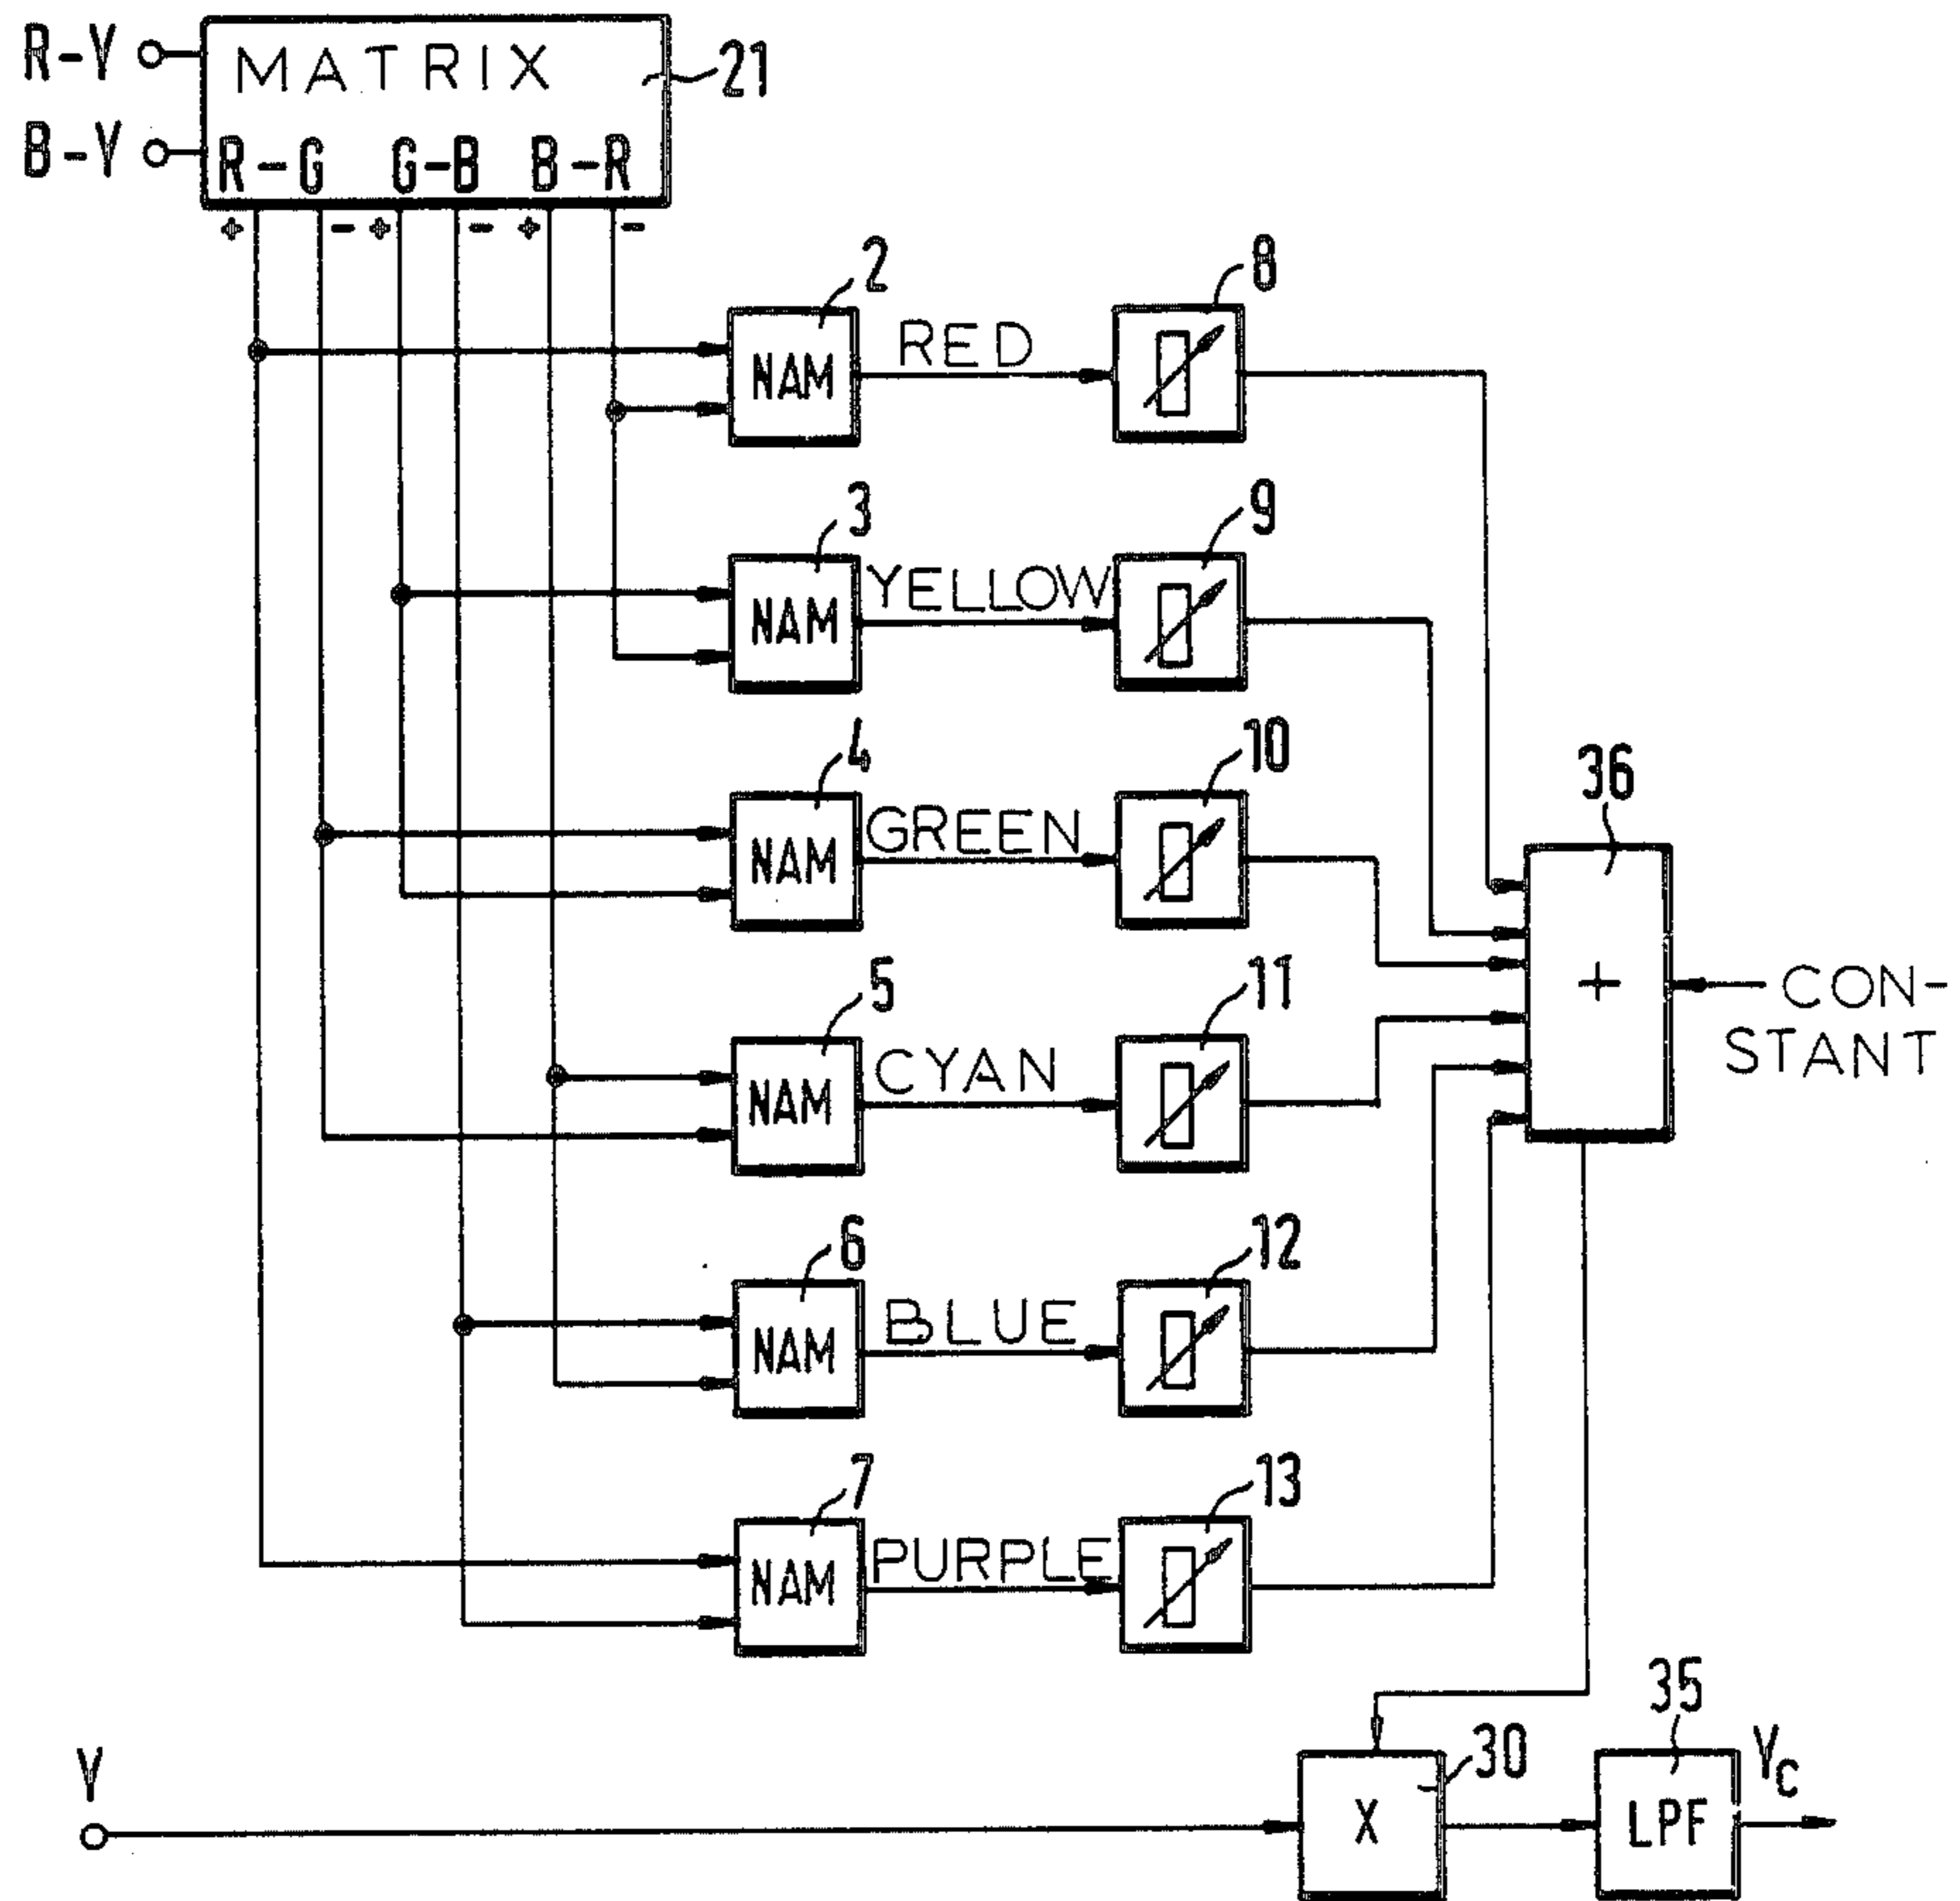 R-Y
MATRIX
21
B-Y
R-G G-B B-R
+ - + - + -
2
8
RED
NAM
3
9
YELLOW
NAM
4
10
GREEN
NAM
36
5
11
+
CON-
STANT
CYAN
NAM
6
12
BLUE
NAM
7
13
PURPLE
NAM
35
Y
30
Yc
X
LPF